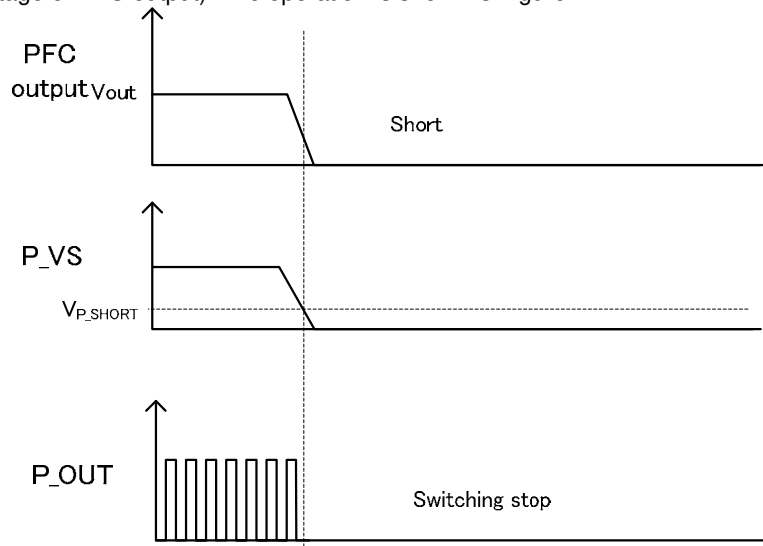 PFC
output Vout
Short
P_VS
VP_SHORT
P_OUT
Switching stop